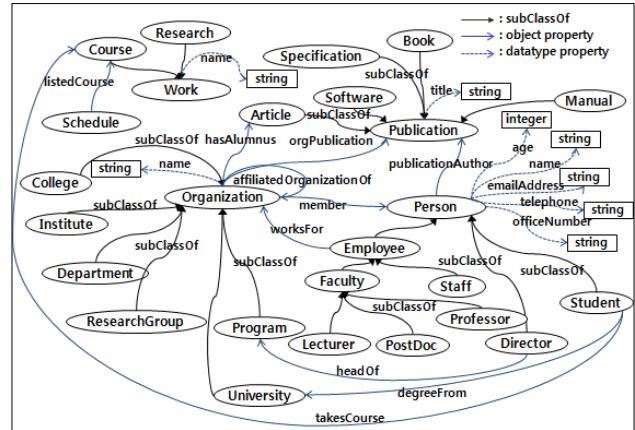 : subClassOf
: object property
: datatype property
Research
Book
Course
Specification
name
subClassOf
listedCourse
Work
string
Software
title
string
Manual
Schedule
Article
subClassOf
integer
Publication
subClassOf
hasAlumnus
orgPublication
age
string
publicationAuthor
name
string
name
College
affiliatedOrganizationOf
emailAddress
string
Organization
Person
telephone
subClassOf
member
string
Institute
officeNumber
worksFor
string
subClassOf
Employee
Department
subClassOf
subClassOf
subClassOf
Faculty
Staff
Student
subClassOf
ResearchGroup
Program
Professor
Lecturer
PostDoc
Director
headOf
University
degreeFrom
takesCourse